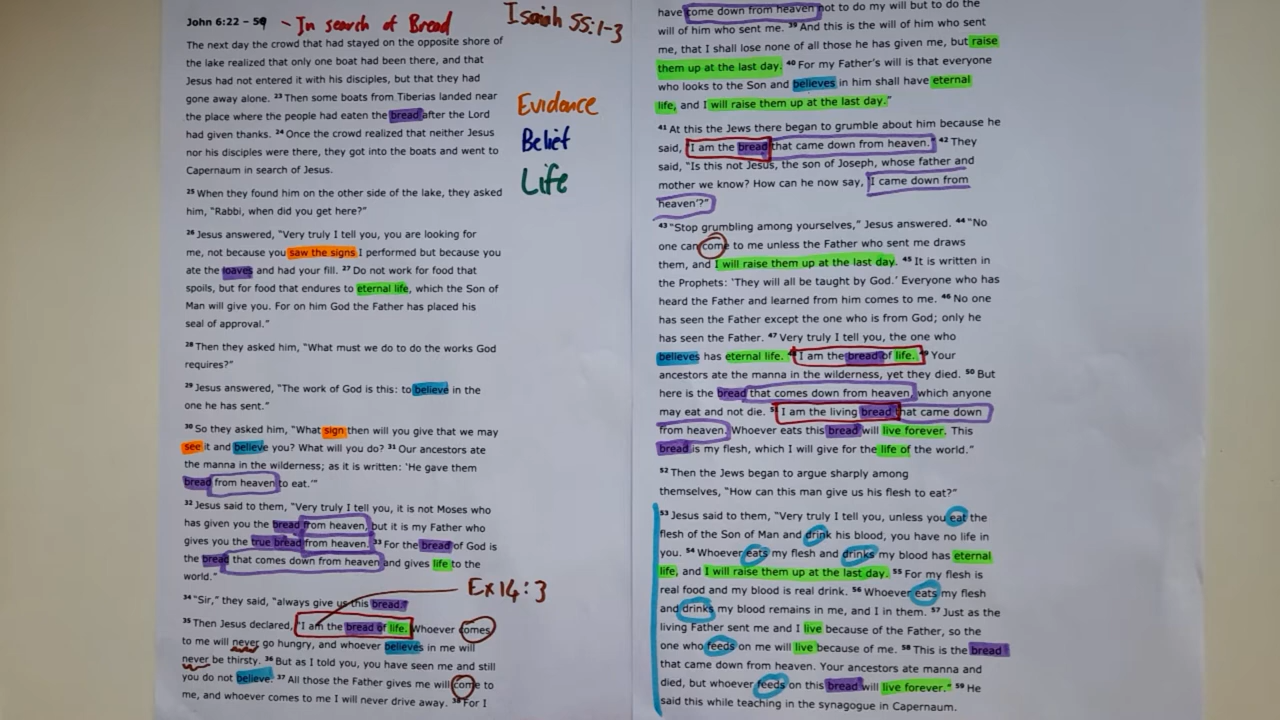 John 6:22 - 59 - In search of Bread
The next day the crowd that had stayed on the opposite shore of
the lake realized that only one boat had been there, and that
Jesus had not entered it with his disciples, but that they had
gone away alone. 23 Then some boats from Tiberias landed near
the place where the people had eaten the bread after the Lord
had given thanks. 24 Once the crowd realized that neither Jesus
nor his disciples were there, they got into the boats and went to
Capernaum in search of Jesus.
25 When they found him on the other side of the lake, they asked
him, "Rabbi, when did you get here?"
26 Jesus answered, "Very truly I tell you, you are looking for
me, not because you saw the signs I performed but because you
ate the loaves and had your fill. 27 Do not work for food that
spoils, but for food that endures to eternal life, which the Son of
Man will give you. For on him God the Father has placed his
seal of approval."
28 Then they asked him, "What must we do to do the works God
requires?"
29 Jesus answered, "The work of God is this: to believe in the
one he has sent."
30 So they asked him, "What sign then will you give that we may
see it and believe you? What will you do? 31 Our ancestors ate
the manna in the wilderness; as it is written: 'He gave them
bread from heaven to eat.'"
32 Jesus said to them, "Very truly I tell you, it is not Moses who
has given you the bread from heaven, but it is my Father who
gives you the true bread from heaven. 33 For the bread of God is
the bread that comes down from heaven and gives life to the
world."
34 "Sir," they said, "always give us this bread."
35 Then Jesus declared, "I am the bread of life. Whoever comes
to me will never go hungry, and whoever believes in me will
never be thirsty. 36 But as I told you, you have seen me and still
you do not believe. 37 All those the Father gives me will come to
me, and whoever comes to me I will never drive away. 38 For I
Isaiah 55:1-3
Evidence
Belief
Life
Ex 14:3
have come down from heaven not to do my will but to do the
will of him who sent me. 39 And this is the will of him who sent
me, that I shall lose none of all those he has given me, but raise
them up at the last day. 40 For my Father's will is that everyone
who looks to the Son and believes in him shall have eternal
life, and I will raise them up at the last day."
41 At this the Jews there began to grumble about him because he
said, "I am the bread that came down from heaven." 42 They
said, "Is this not Jesus, the son of Joseph, whose father and
mother we know? How can he now say, 'I came down from
heaven'?"
43 "Stop grumbling among yourselves," Jesus answered. 44 "No
one can come to me unless the Father who sent me draws
them, and I will raise them up at the last day. 45 It is written in
the Prophets: 'They will all be taught by God.' Everyone who has
heard the Father and learned from him comes to me. 46 No one
has seen the Father except the one who is from God; only he
has seen the Father. 47 Very truly I tell you, the one who
believes has eternal life. 48 I am the bread of life. 49 Your
ancestors ate the manna in the wilderness, yet they died. 50 But
here is the bread that comes down from heaven, which anyone
may eat and not die. 51 I am the living bread that came down
from heaven. Whoever eats this bread will live forever. This
bread is my flesh, which I will give for the life of the world."
52 Then the Jews began to argue sharply among
themselves, "How can this man give us his flesh to eat?"
53 Jesus said to them, "Very truly I tell you, unless you eat the
flesh of the Son of Man and drink his blood, you have no life in
you. 54 Whoever eats my flesh and drinks my blood has eternal
life, and I will raise them up at the last day. 55 For my flesh is
real food and my blood is real drink. 56 Whoever eats my flesh
and drinks my blood remains in me, and I in them. 57 Just as the
living Father sent me and I live because of the Father, so the
one who feeds on me will live because of me. 58 This is the bread
that came down from heaven. Your ancestors ate manna and
died, but whoever feeds on this bread will live forever." 59 He
said this while teaching in the synagogue in Capernaum.